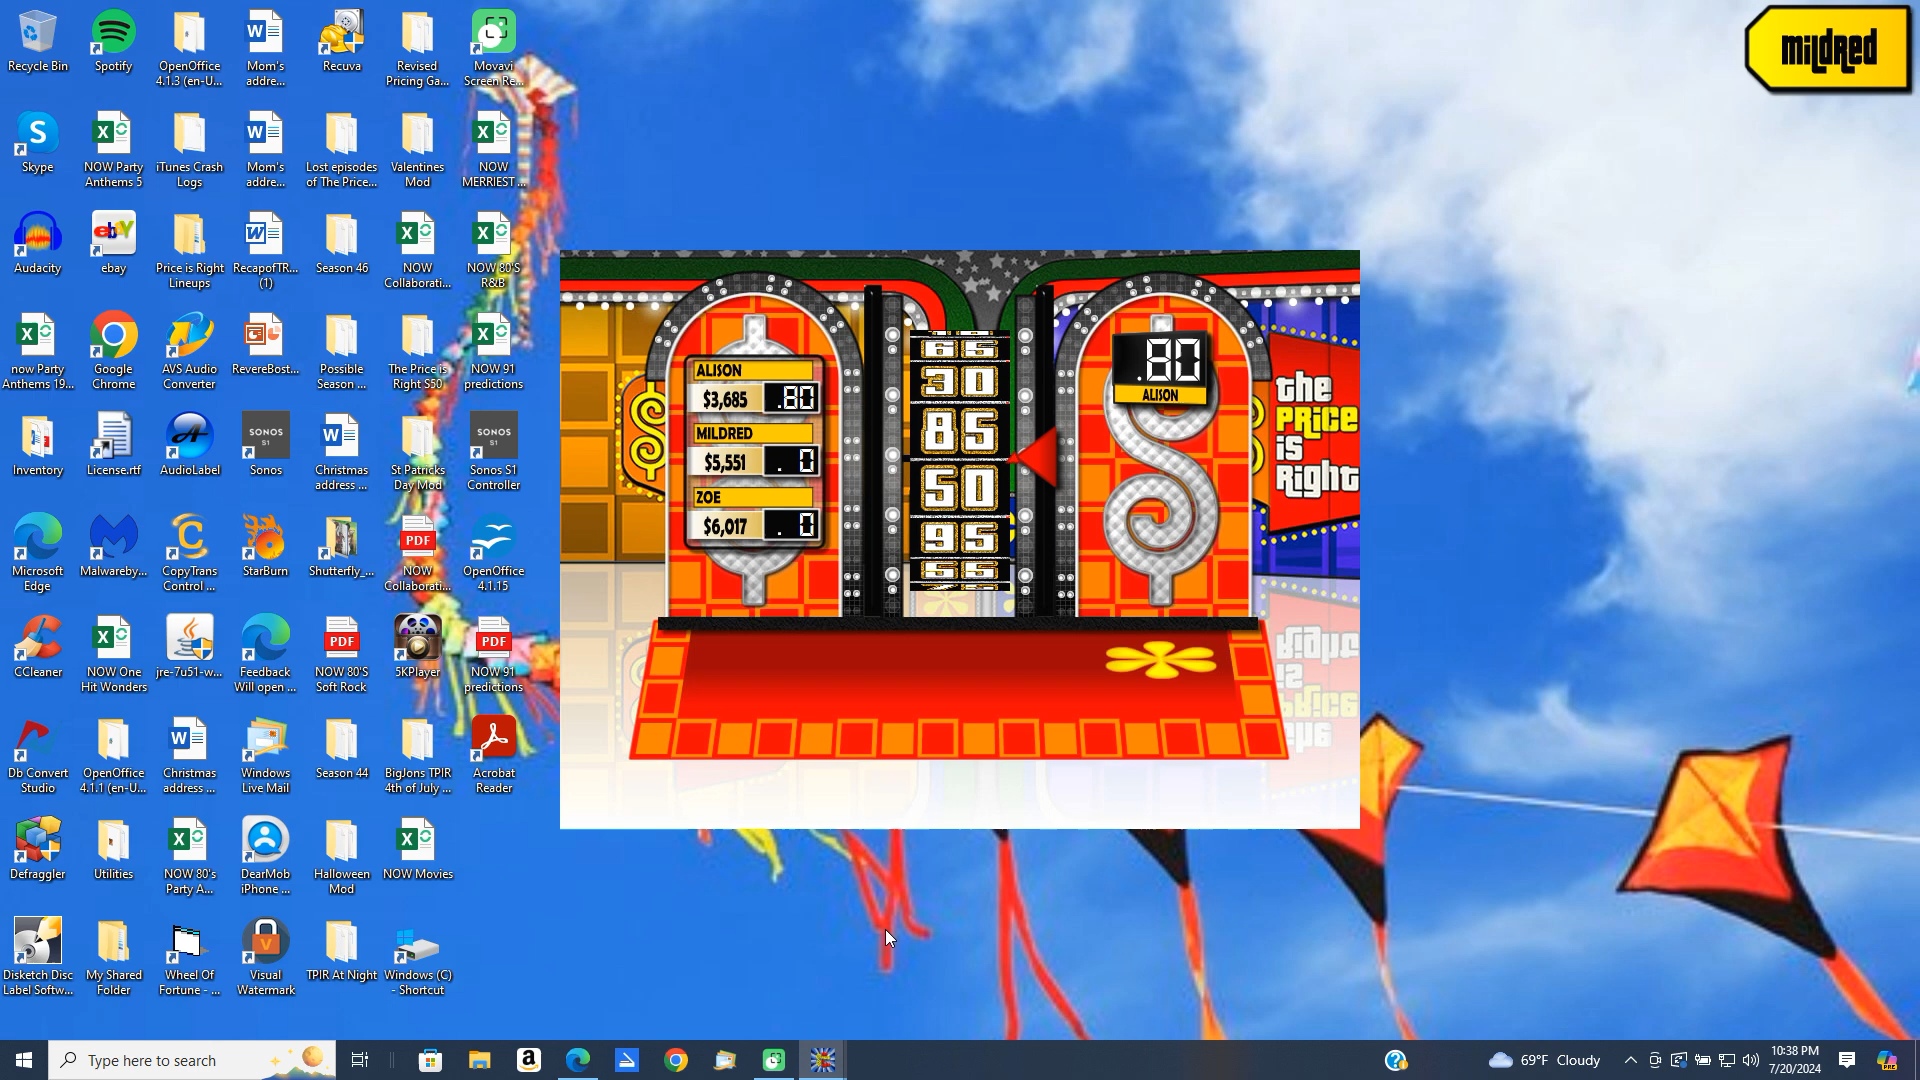 Recycle Bin
Spotify
OpenOffice
4.1.3 (en-U...
Mom's
addre...
Recuva
Revised
Pricing Ga...
Movavi
Screen Re...
mildred
Skype
NOW Party
Anthems 5
iTunes Crash
Logs
Mom's
addre...
Lost episodes
of The Price...
Valentines
Mod
NOW
MERRIEST ...
Audacity
ebay
Price is Right
Lineups
RecapofTR...
(1)
Season 46
NOW
Collaborati...
NOW 80'S
R&B
now Party
Anthems 19...
Google
Chrome
AVS Audio
Converter
RevereBost...
Possible
Season ...
The Price is
Right S50
NOW 91
predictions
Inventory
License.rtf
AudioLabel
SONOS
S1
Sonos
Christmas
address ...
St Patricks
Day Mod
SONOS
S1
Sonos S1
Controller
Microsoft
Edge
Malwareby...
CopyTrans
Control ...
StarBurn
Shutterfly_...
PDF
NOW
Collaborati...
OpenOffice
4.1.15
CCleaner
NOW One
Hit Wonders
jre-7u51-w...
Feedback
Will open ...
PDF
NOW 80'S
Soft Rock
5KPlayer
PDF
NOW 91
predictions
Db Convert
Studio
OpenOffice
4.1.1 (en-U...
Christmas
address ...
Windows
Live Mail
Season 44
BigJons TPIR
4th of July ...
Acrobat
Reader
Defraggler
Utilities
NOW 80's
Party A...
DearMob
iPhone ...
Halloween
Mod
NOW Movies
Disketch Disc
Label Softw...
My Shared
Folder
Wheel Of
Fortune - ...
Visual
Watermark
TPIR At Night
Windows (C)
- Shortcut
ALISON
$3,685 .80
MILDRED
$5,551 . 0
ZOE
$6,017 . 0
65
30
85
50
95
55
.80
ALISON
the
PRICE
is
Right
Type here to search
69°F Cloudy
10:38 PM
7/20/2024